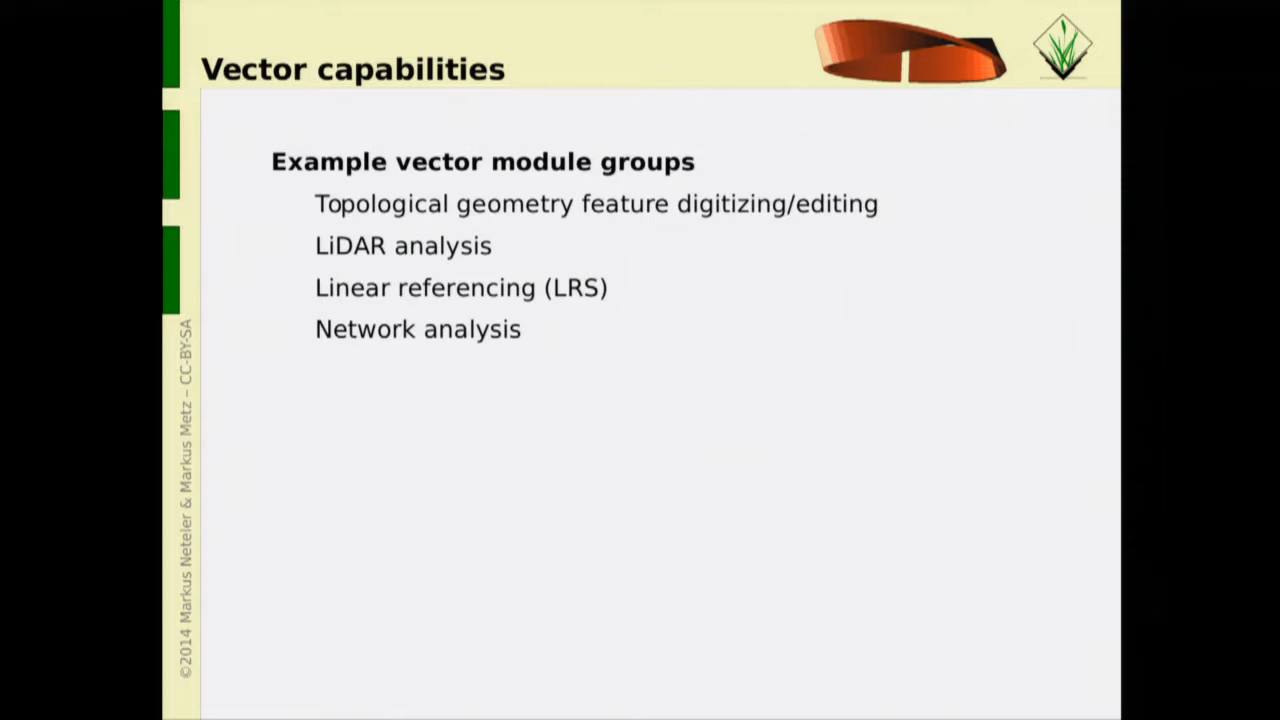 Vector capabilities
Example vector module groups
Topological geometry feature digitizing/editing
LiDAR analysis
Linear referencing (LRS)
Network analysis
©2014 Markus Neteler & Markus Metz – CC-BY-SA